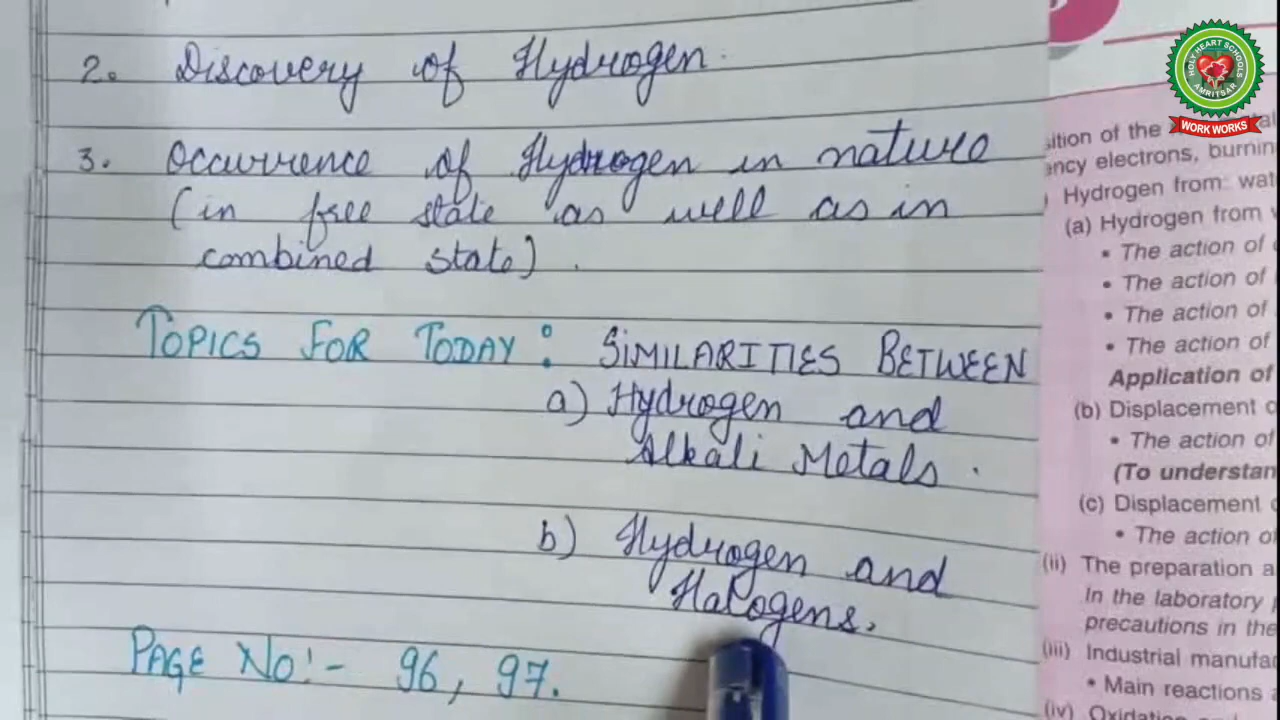 2. Discovery of Hydrogen.
3. Occurrence of Hydrogen in nature
(in free state as well as in
combined state).
TOPICS FOR TODAY: SIMILARITIES BETWEEN
a) Hydrogen and
Alkali Metals.
b) Hydrogen and
Halogens.
PAGE NO:- 96, 97.
HOLY HEART SCHOOLS
AMRITSAR
WORK WORKS
sition of the
ency electrons, burnin
Hydrogen from: wat
(a) Hydrogen from
• The action of
• The action of
• The action of
• The action of
Application of
(b) Displacement o
• The action of
(To understan
(c) Displacement
• The action o
(ii) The preparation a
In the laboratory
precautions in the
(iii) Industrial manufa
• Main reactions
(iv) Oxidation